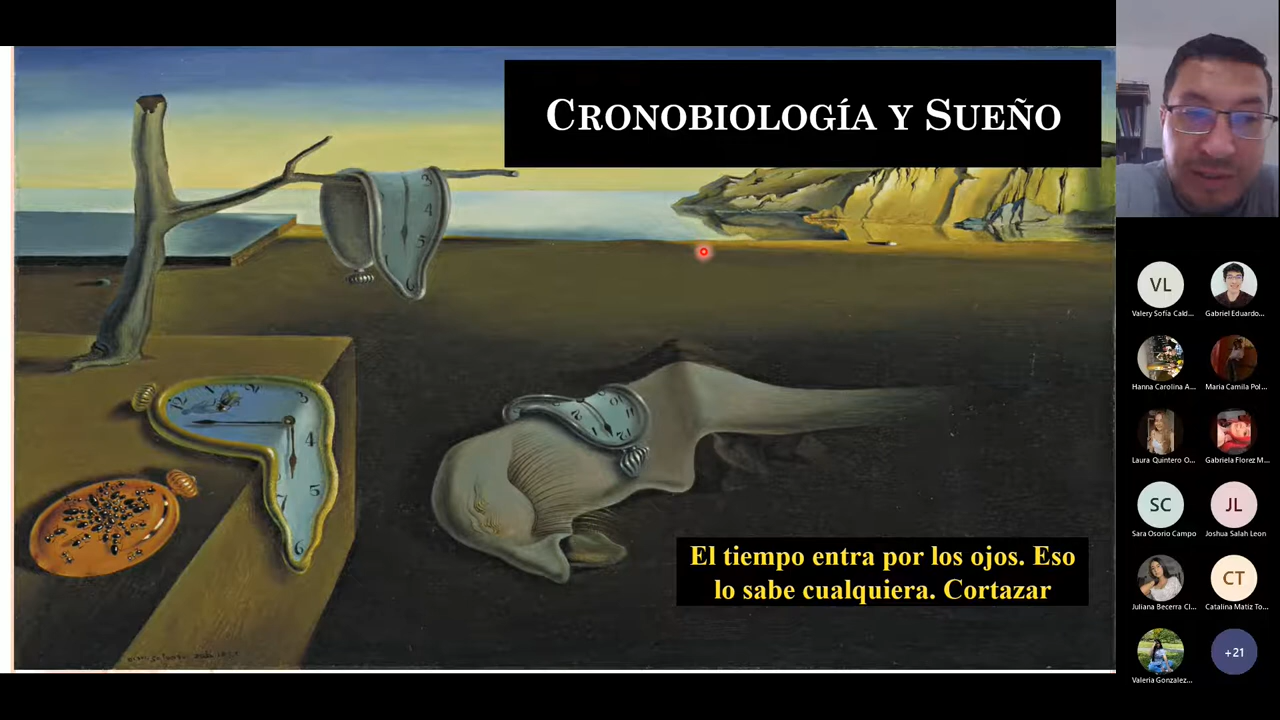 CRONOBIOLOGÍA Y SUEÑO
El tiempo entra por los ojos. Eso
lo sabe cualquiera. Cortazar
VL
Valery Sofía Cald...
Gabriel Eduardo...
Hanna Carolina A...
Maria Camila Pol...
Laura Quintero O...
Gabriela Florez M...
SC
Sara Osorio Campo
JL
Joshua Salah Leon
Juliana Becerra Cl...
CT
Catalina Matiz To...
Valeria Gonzalez...
+21